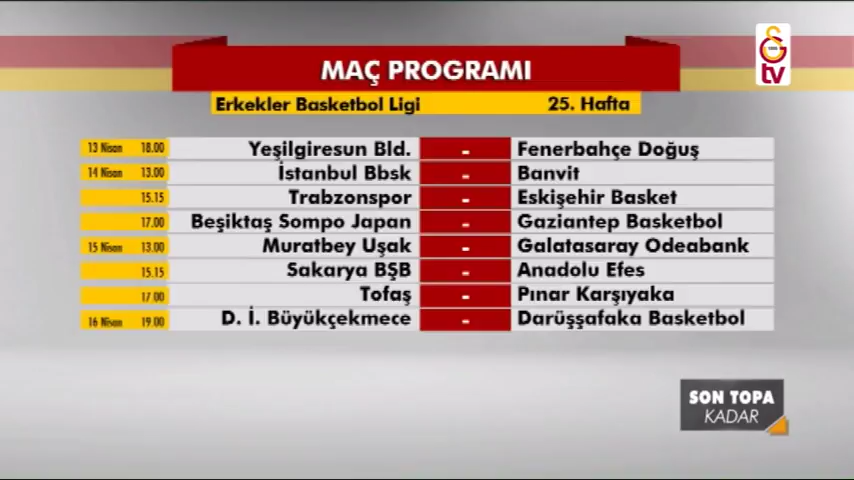 GS
tv
MAÇ PROGRAMI
Erkekler Basketbol Ligi 25. Hafta
13 Nisan 18.00 Yeşilgiresun Bld. - Fenerbahçe Doğuş
14 Nisan 13.00 İstanbul Bbsk - Banvit
15.15 Trabzonspor - Eskişehir Basket
17.00 Beşiktaş Sompo Japan - Gaziantep Basketbol
15 Nisan 13.00 Muratbey Uşak - Galatasaray Odeabank
15.15 Sakarya BŞB - Anadolu Efes
17.00 Tofaş - Pınar Karşıyaka
16 Nisan 19.00 D. İ. Büyükçekmece - Darüşşafaka Basketbol
SON TOPA
KADAR